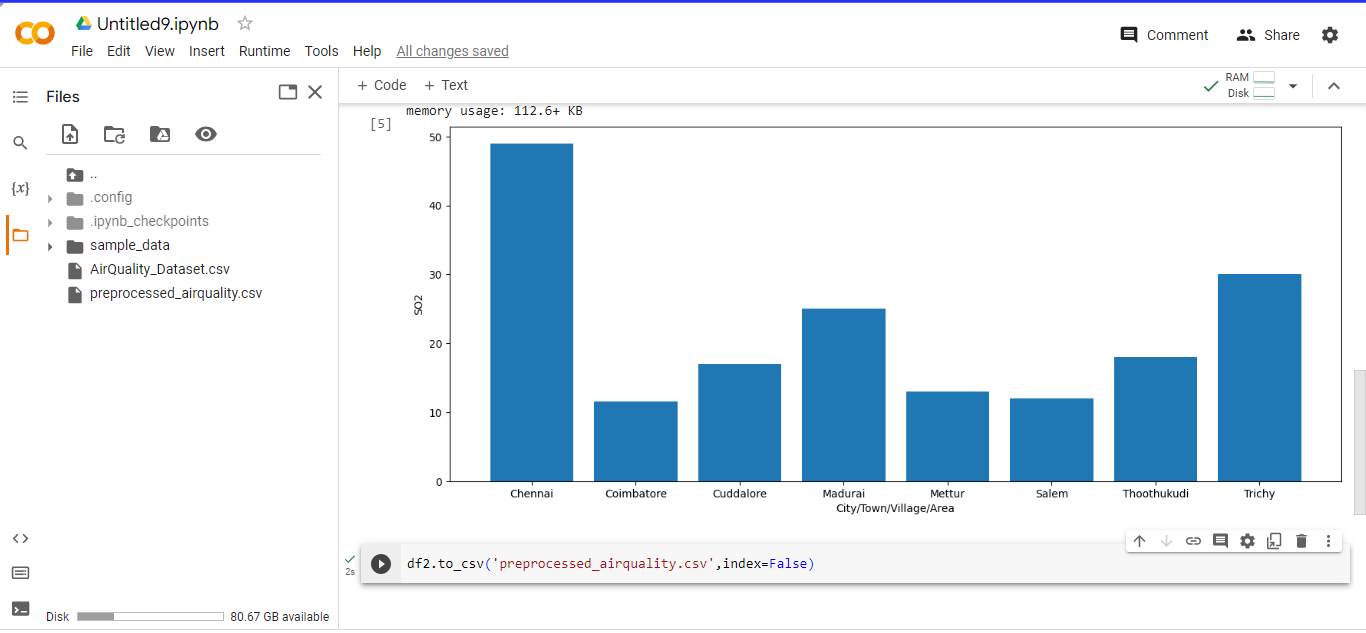 Untitled9.ipynb
File Edit View Insert Runtime Tools Help All changes saved
Comment Share
Files
+ Code + Text
RAM
Disk
..
.config
.ipynb_checkpoints
sample_data
AirQuality_Dataset.csv
preprocessed_airquality.csv
Disk 80.67 GB available
memory usage: 112.6+ KB
[5]
50
40
30
20
10
0
SO2
Chennai Coimbatore Cuddalore Madurai Mettur Salem Thoothukudi Trichy
City/Town/Village/Area
2s
df2.to_csv('preprocessed_airquality.csv',index=False)